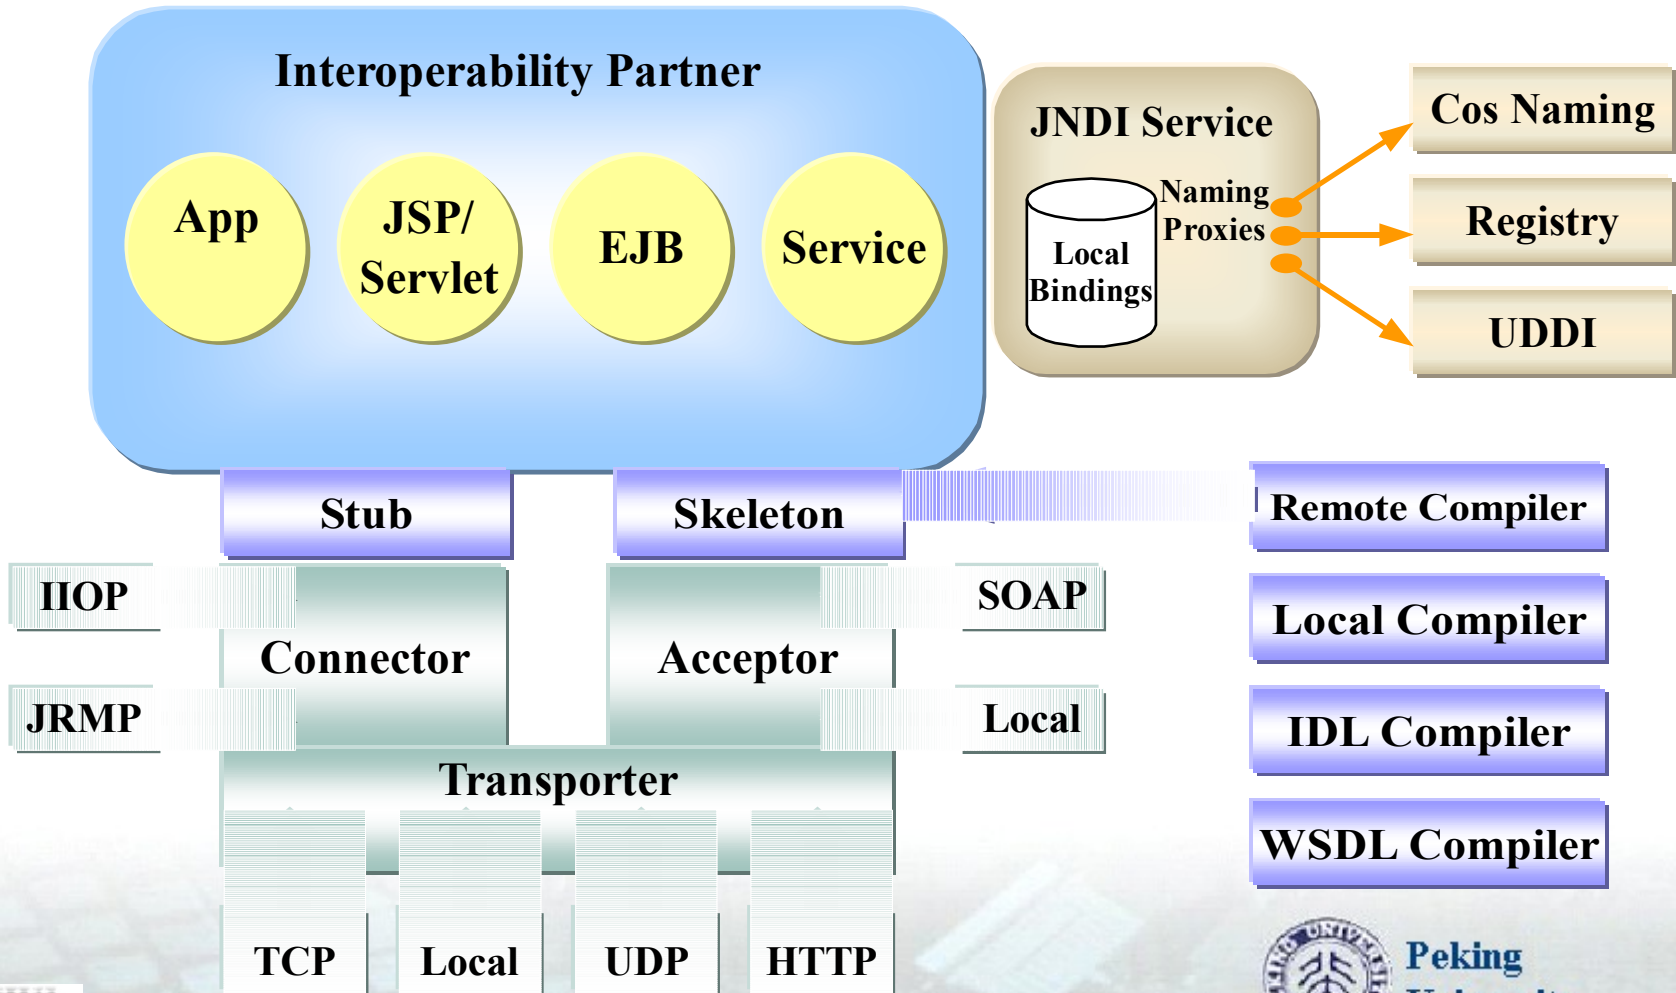 Interoperability Partner
App
JSP/
Servlet
EJB
Service
JNDI Service
Naming
Proxies
Local
Bindings
Cos Naming
Registry
UDDI
Stub
Skeleton
Remote Compiler
IIOP
SOAP
Connector
Acceptor
Local Compiler
JRMP
Local
IDL Compiler
Transporter
WSDL Compiler
TCP
Local
UDP
HTTP
Peking